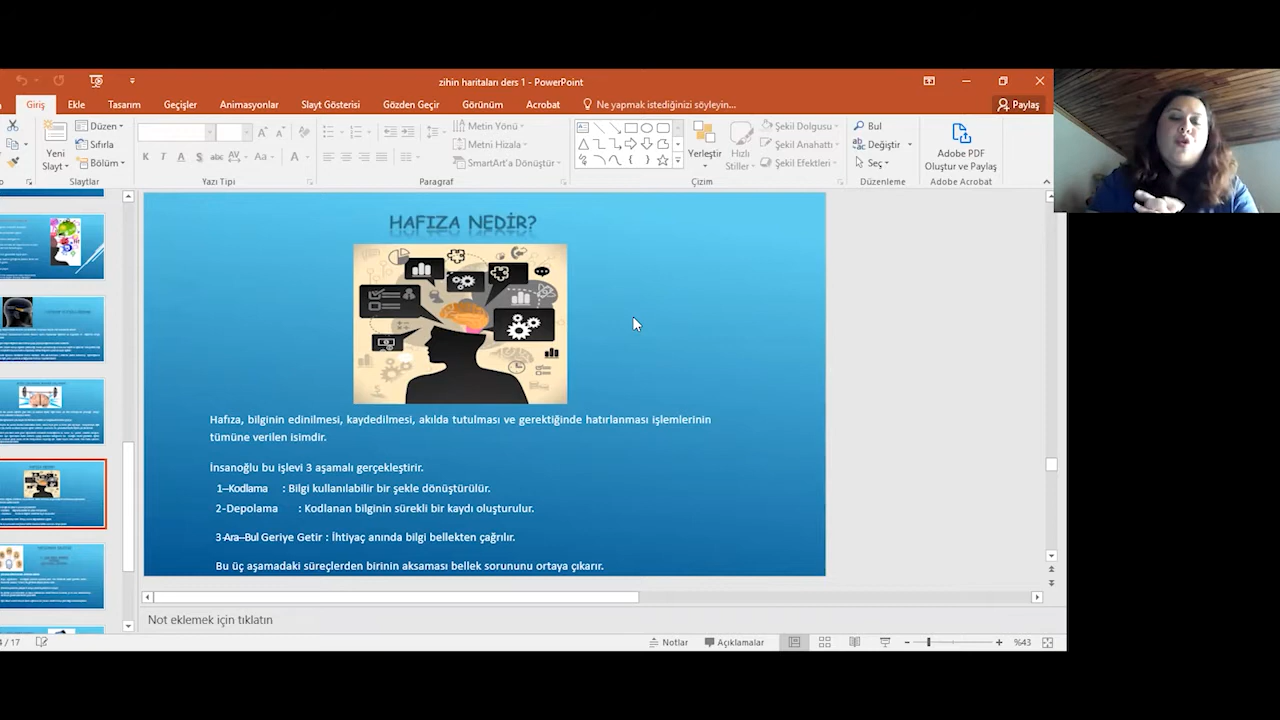 zihin haritaları ders 1 - PowerPoint
Giriş Ekle Tasarım Geçişler Animasyonlar Slayt Gösterisi Gözden Geçir Görünüm Acrobat Ne yapmak istediğinizi söyleyin... Paylaş
Yeni Slayt
Düzen
Sıfırla
Bölüm
Slaytlar
K T A S abc AV Aa A
Yazı Tipi
Metin Yönü
Metni Hizala
SmartArt'a Dönüştür
Paragraf
Yerleştir
Hızlı Stiller
Şekil Dolgusu
Şekil Anahattı
Şekil Efektleri
Çizim
Bul
Değiştir
Seç
Düzenleme
Adobe PDF
Oluştur ve Paylaş
Adobe Acrobat
HAFIZA NEDİR?
Hafıza, bilginin edinilmesi, kaydedilmesi, akılda tutulması ve gerektiğinde hatırlanması işlemlerinin
tümüne verilen isimdir.
İnsanoğlu bu işlevi 3 aşamalı gerçekleştirir.
1–Kodlama : Bilgi kullanılabilir bir şekle dönüştürülür.
2-Depolama : Kodlanan bilginin sürekli bir kaydı oluşturulur.
3-Ara–Bul Geriye Getir : İhtiyaç anında bilgi bellekten çağrılır.
Bu üç aşamadaki süreçlerden birinin aksaması bellek sorununu ortaya çıkarır.
Not eklemek için tıklatın
/ 17 Notlar Açıklamalar %43